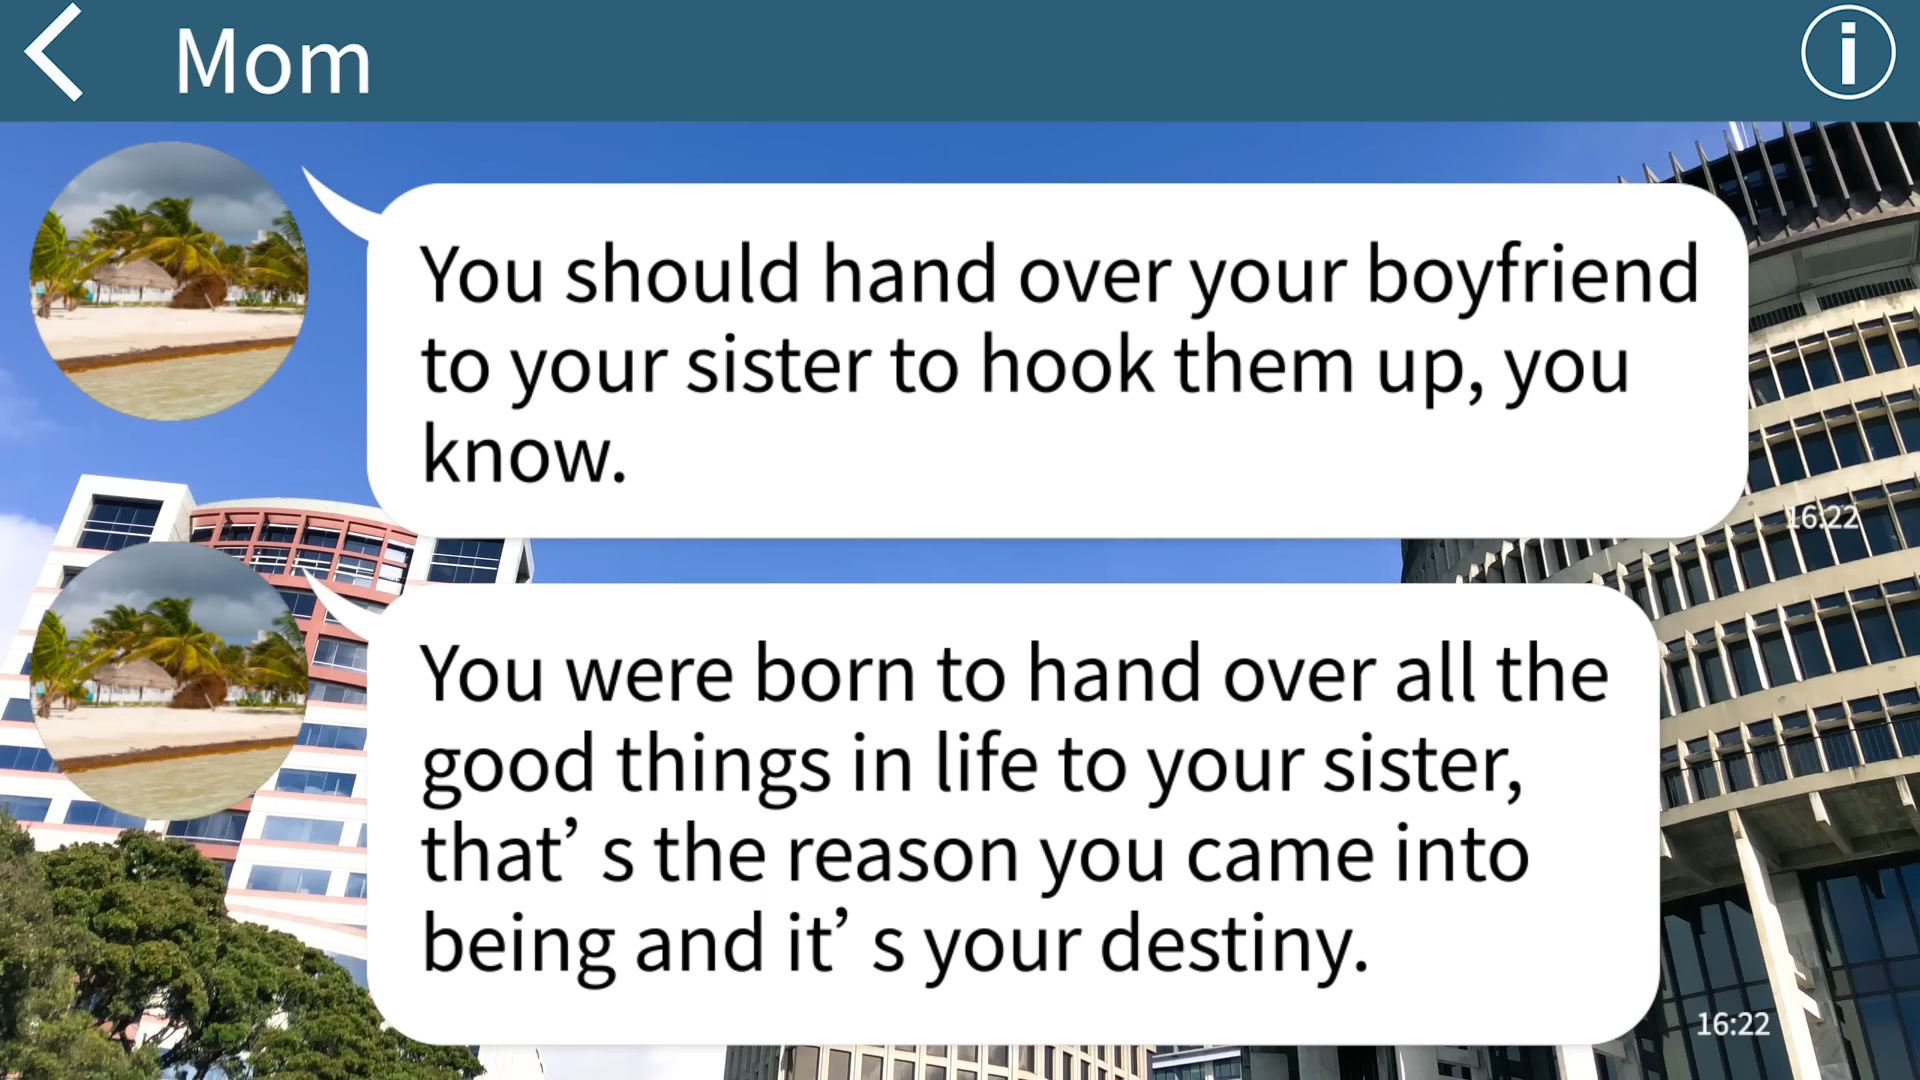 Mom
You should hand over your boyfriend
to your sister to hook them up, you
know.
16:22
You were born to hand over all the
good things in life to your sister,
that’s the reason you came into
being and it’s your destiny.
16:22